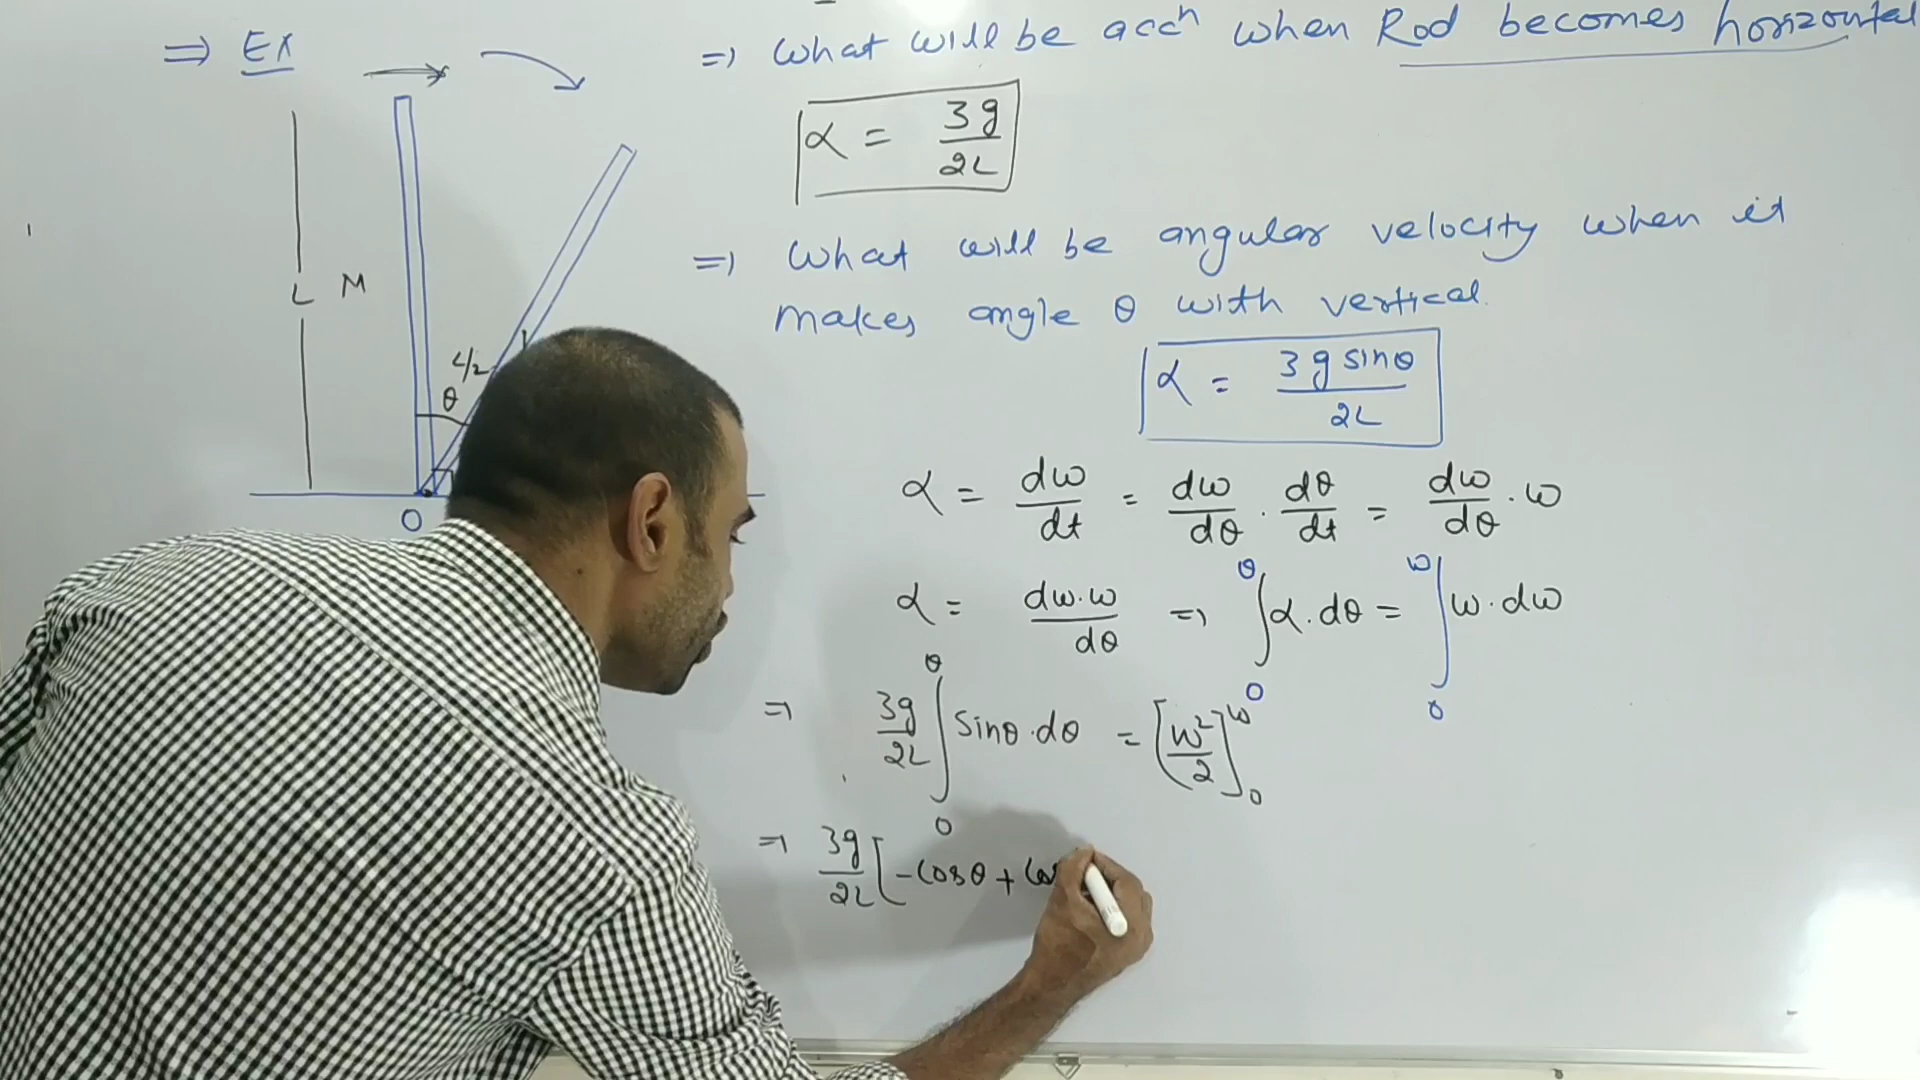 ⇒ EX
L M
L/2
θ
O
⇒ What will be accⁿ when Rod becomes horizontal
α = 3g/2L
⇒ What will be angular velocity when it
makes angle θ with vertical.
α = 3g sinθ/2L
α = dω/dt = dω/dθ · dθ/dt = dω/dθ · ω
α = dω·ω/dθ ⇒ ∫₀^θ α·dθ = ∫₀^ω ω·dω
⇒ 3g/2L ∫₀^θ sinθ·dθ = [ω²/2]₀^ω
⇒ 3g/2L [-cosθ + cos